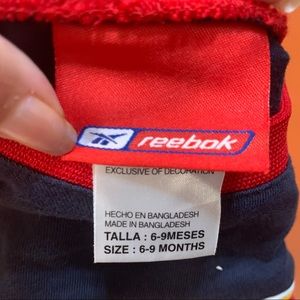 reebok
EXCLUSIVE OF DECORATION
HECHO EN BANGLADESH
MADE IN BANGLADESH
TALLA : 6-9MESES
SIZE : 6-9 MONTHS